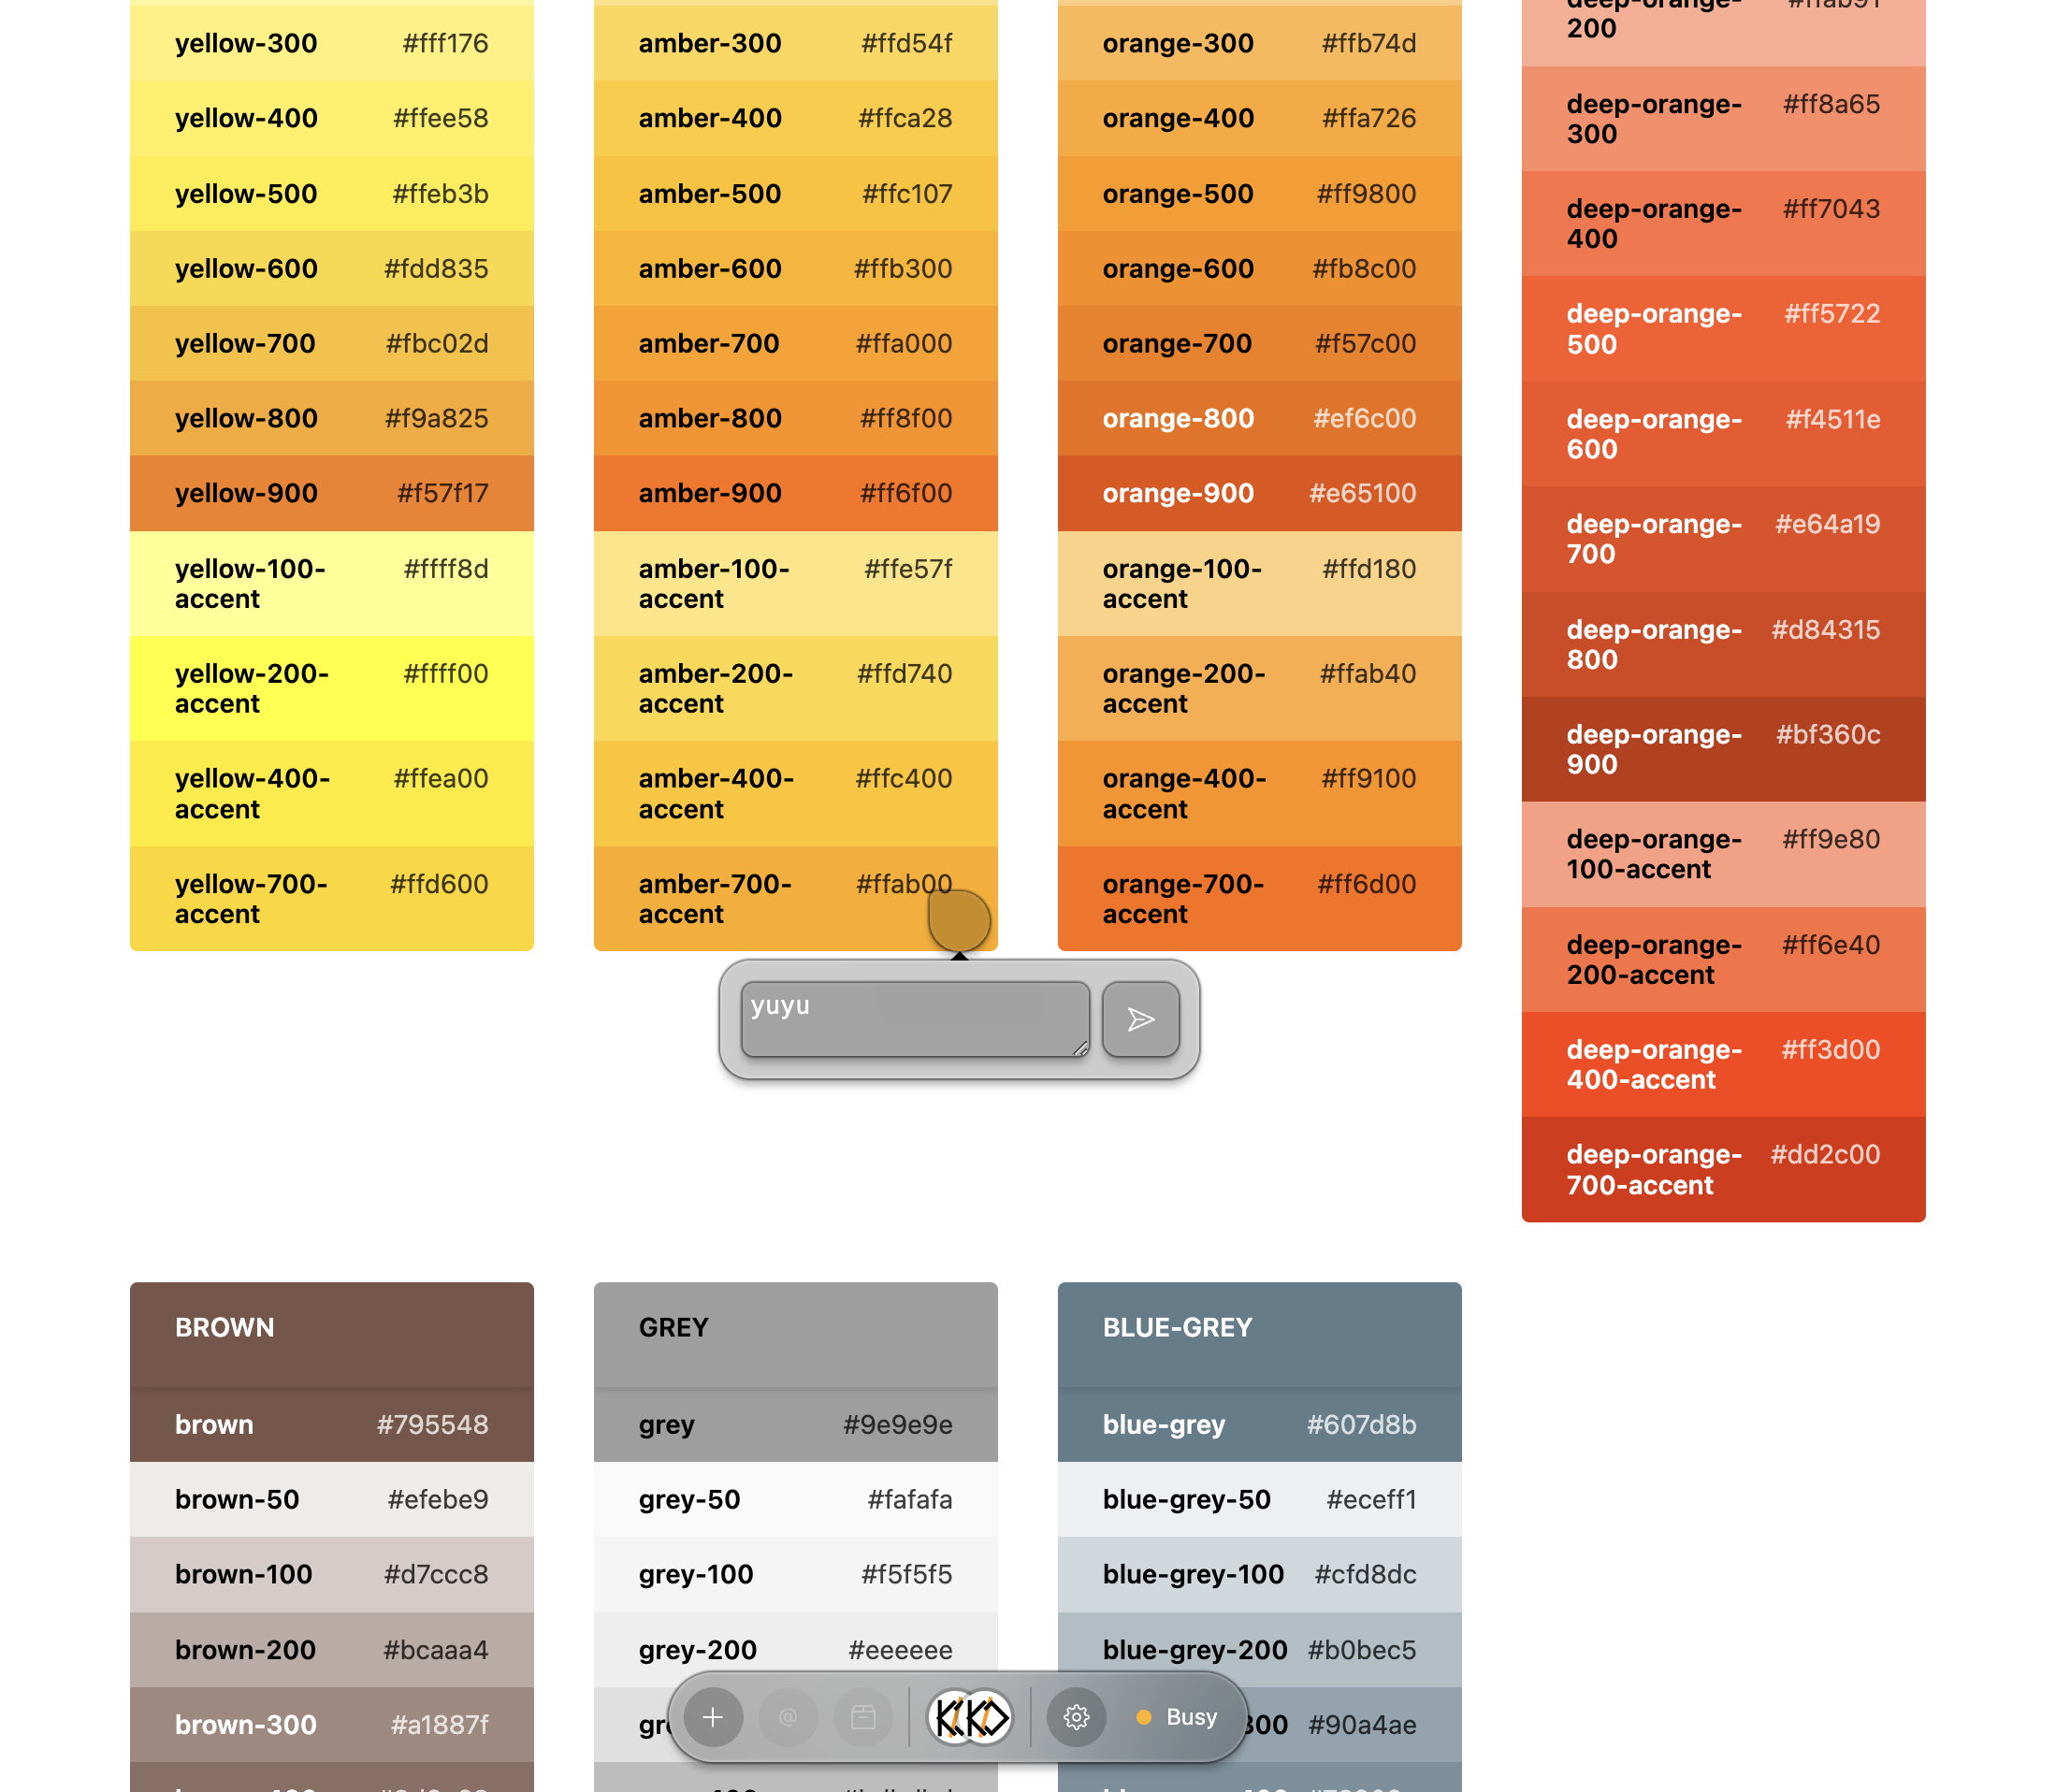 yellow-300 #fff176
yellow-400 #ffee58
yellow-500 #ffeb3b
yellow-600 #fdd835
yellow-700 #fbc02d
yellow-800 #f9a825
yellow-900 #f57f17
yellow-100- #ffff8d
accent
yellow-200- #ffff00
accent
yellow-400- #ffea00
accent
yellow-700- #ffd600
accent
amber-300 #ffd54f
amber-400 #ffca28
amber-500 #ffc107
amber-600 #ffb300
amber-700 #ffa000
amber-800 #ff8f00
amber-900 #ff6f00
amber-100- #ffe57f
accent
amber-200- #ffd740
accent
amber-400- #ffc400
accent
amber-700- #ffab00
accent
orange-300 #ffb74d
orange-400 #ffa726
orange-500 #ff9800
orange-600 #fb8c00
orange-700 #f57c00
orange-800 #ef6c00
orange-900 #e65100
orange-100- #ffd180
accent
orange-200- #ffab40
accent
orange-400- #ff9100
accent
orange-700- #ff6d00
accent
deep-orange- #ffab91
200
deep-orange- #ff8a65
300
deep-orange- #ff7043
400
deep-orange- #ff5722
500
deep-orange- #f4511e
600
deep-orange- #e64a19
700
deep-orange- #d84315
800
deep-orange- #bf360c
900
deep-orange- #ff9e80
100-accent
deep-orange- #ff6e40
200-accent
deep-orange- #ff3d00
400-accent
deep-orange- #dd2c00
700-accent
yuyu
BROWN
brown #795548
brown-50 #efebe9
brown-100 #d7ccc8
brown-200 #bcaaa4
brown-300 #a1887f
GREY
grey #9e9e9e
grey-50 #fafafa
grey-100 #f5f5f5
grey-200 #eeeeee
BLUE-GREY
blue-grey #607d8b
blue-grey-50 #eceff1
blue-grey-100 #cfd8dc
blue-grey-200 #b0bec5
300 #90a4ae
@
Busy